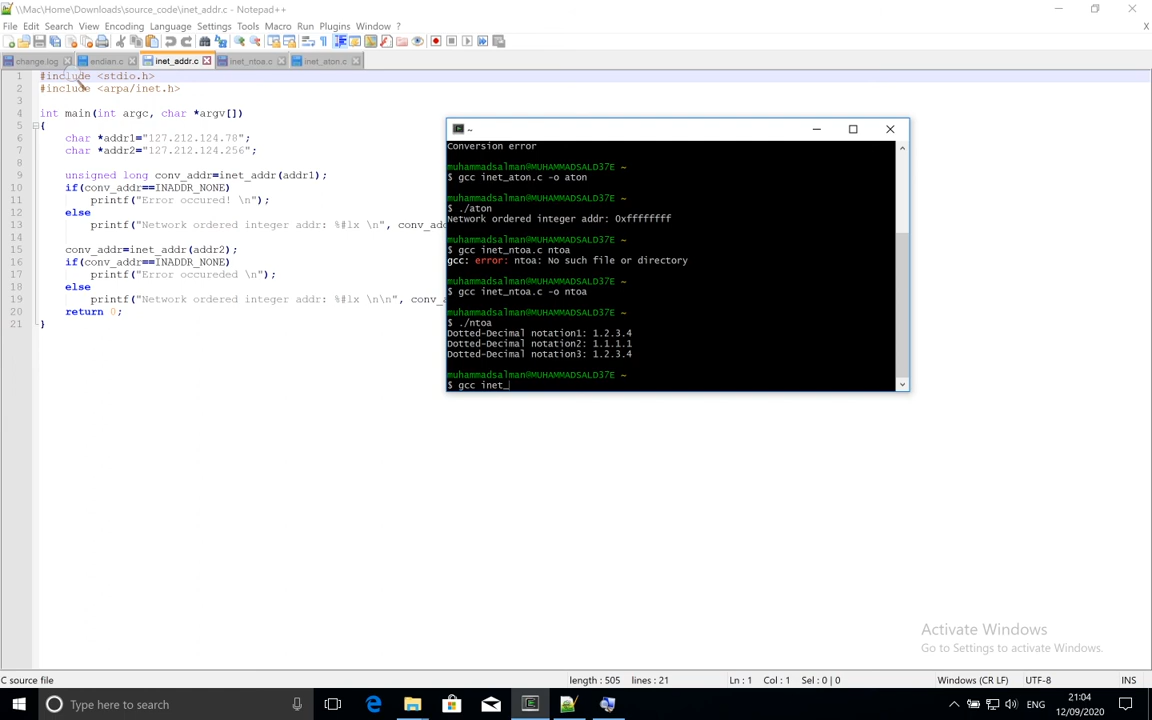 \\Mac\Home\Downloads\source_code\inet_addr.c - Notepad++
File Edit Search View Encoding Language Settings Tools Macro Run Plugins Window ?
X
change.log endian.c inet_addr.c inet_ntoa.c inet_aton.c
1 #include <stdio.h>
2 #include <arpa/inet.h>
3
4 int main(int argc, char *argv[])
5 {
6 char *addr1="127.212.124.78";
7 char *addr2="127.212.124.256";
8
9 unsigned long conv_addr=inet_addr(addr1);
10 if(conv_addr==INADDR_NONE)
11 printf("Error occured! \n");
12 else
13 printf("Network ordered integer addr: %#lx \n", conv_add
14
15 conv_addr=inet_addr(addr2);
16 if(conv_addr==INADDR_NONE)
17 printf("Error occureded \n");
18 else
19 printf("Network ordered integer addr: %#lx \n\n", conv_a
20 return 0;
21 }
~
Conversion error
muhammadsalman@MUHAMMADSALD37E ~
$ gcc inet_aton.c -o aton
muhammadsalman@MUHAMMADSALD37E ~
$ ./aton
Network ordered integer addr: 0xffffffff
muhammadsalman@MUHAMMADSALD37E ~
$ gcc inet_ntoa.c ntoa
gcc: error: ntoa: No such file or directory
muhammadsalman@MUHAMMADSALD37E ~
$ gcc inet_ntoa.c -o ntoa
muhammadsalman@MUHAMMADSALD37E ~
$ ./ntoa
Dotted-Decimal notation1: 1.2.3.4
Dotted-Decimal notation2: 1.1.1.1
Dotted-Decimal notation3: 1.2.3.4
muhammadsalman@MUHAMMADSALD37E ~
$ gcc inet_
Activate Windows
Go to Settings to activate Windows.
C source file length : 505 lines : 21 Ln : 1 Col : 1 Sel : 0 | 0 Windows (CR LF) UTF-8 INS
Type here to search
ENG
21:04
12/09/2020